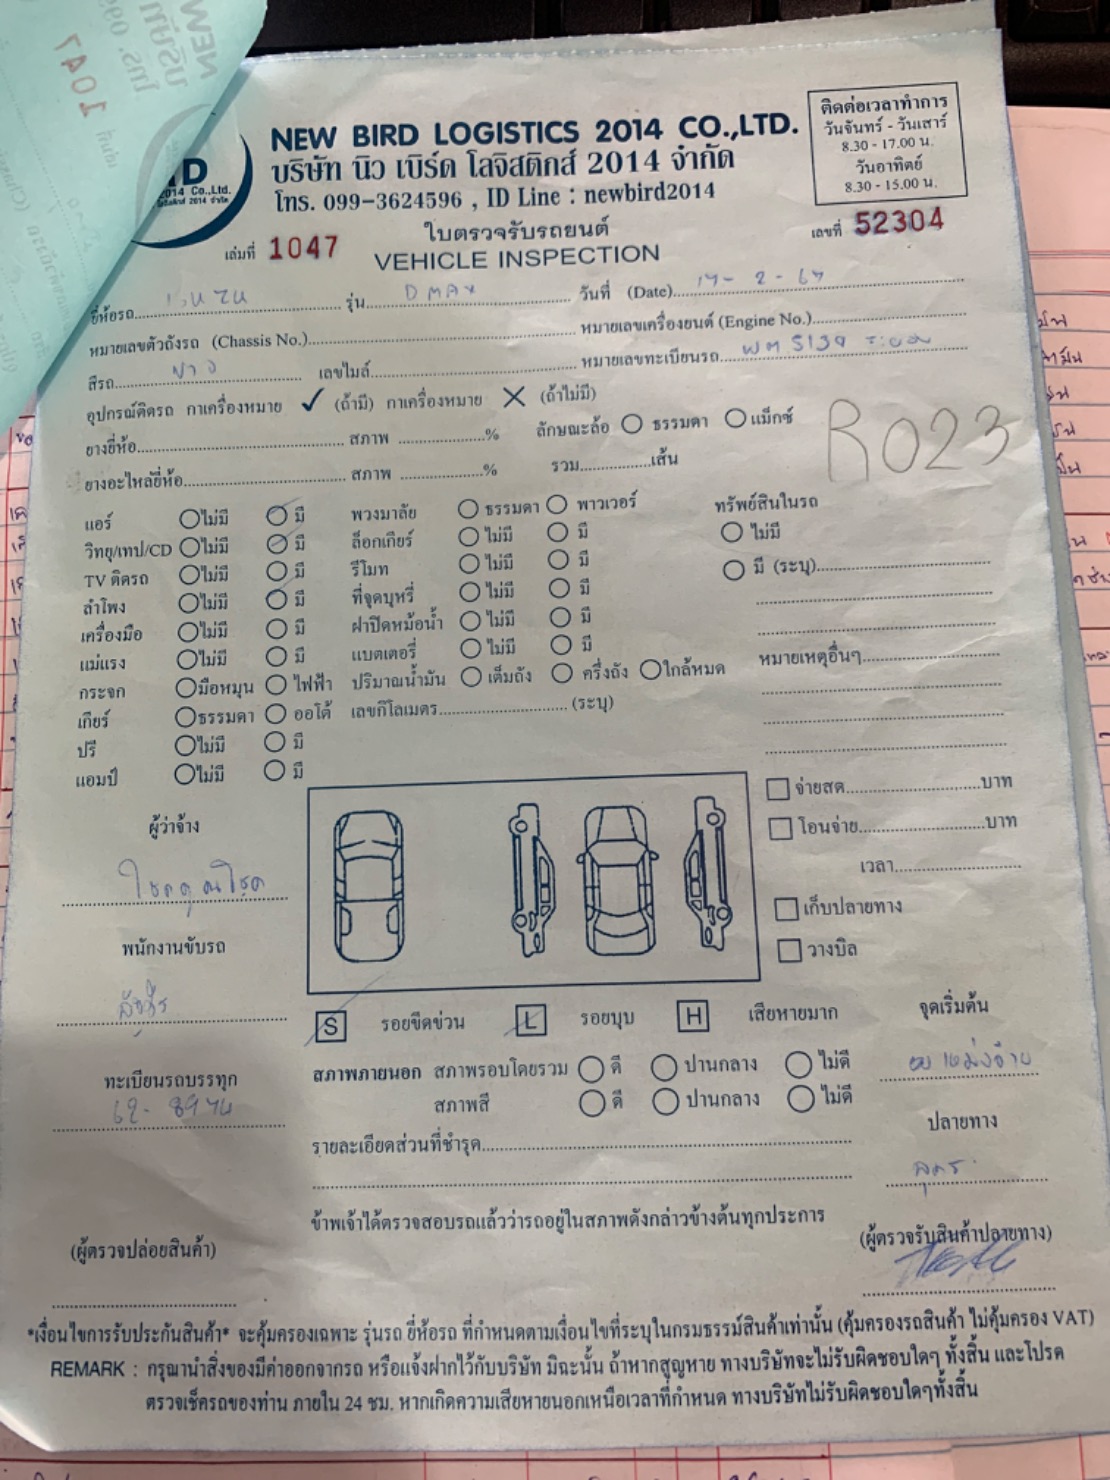 1047
NEW BIRD LOGISTICS 2014 CO.,LTD.
บริษัท นิว เบิร์ด โลจิสติกส์ 2014 จำกัด
โทร. 099-3624596 , ID Line : newbird2014
ติดต่อเวลาทำการ
วันจันทร์ - วันเสาร์
8.30 - 17.00 น.
วันอาทิตย์
8.30 - 15.00 น.
2014 Co.,Ltd.
เล่มที่ 1047
ใบตรวจรับรถยนต์
VEHICLE INSPECTION
เลขที่ 52304
ยี่ห้อรถ รุ่น DMAX วันที่ (Date) 17-2-67
หมายเลขตัวถังรถ (Chassis No.) หมายเลขเครื่องยนต์ (Engine No.)
สีรถ ขาว เลขไมล์ หมายเลขทะเบียนรถ ระยอง
อุปกรณ์ติดรถ กาเครื่องหมาย ✓ (ถ้ามี) กาเครื่องหมาย ✕ (ถ้าไม่มี)
ยางยี่ห้อ สภาพ % ลักษณะล้อ ธรรมดา แม็กซ์
R023
ยางอะไหล่ยี่ห้อ สภาพ % รวม เส้น
แอร์ ไม่มี มี พวงมาลัย ธรรมดา พาวเวอร์ ทรัพย์สินในรถ
วิทยุ/เทป/CD ไม่มี มี ล็อกเกียร์ ไม่มี มี ไม่มี
TV ติดรถ ไม่มี มี รีโมท ไม่มี มี มี (ระบุ)
ลำโพง ไม่มี มี ที่จุดบุหรี่ ไม่มี มี
เครื่องมือ ไม่มี มี ฝาปิดหม้อน้ำ ไม่มี มี
แม่แรง ไม่มี มี แบตเตอรี่ ไม่มี มี หมายเหตุอื่นๆ
กระจก มือหมุน ไฟฟ้า ปริมาณน้ำมัน เต็มถัง ครึ่งถัง ใกล้หมด
เกียร์ ธรรมดา ออโต้ เลขกิโลเมตร (ระบุ)
ปรี ไม่มี มี
แอมป์ ไม่มี มี
จ่ายสด บาท
โอนจ่าย บาท
เวลา
เก็บปลายทาง
วางบิล
ผู้ว่าจ้าง
โชคคูณโชค
พนักงานขับรถ
S รอยขีดข่วน L รอยบุบ H เสียหายมาก
จุดเริ่มต้น
ทะเบียนรถบรรทุก
สภาพภายนอก สภาพรอบโดยรวม ดี ปานกลาง ไม่ดี
สภาพสี ดี ปานกลาง ไม่ดี
ปลายทาง
อุดร
รายละเอียดส่วนที่ชำรุด
ข้าพเจ้าได้ตรวจสอบรถแล้วว่ารถอยู่ในสภาพดังกล่าวข้างต้นทุกประการ
(ผู้ตรวจปล่อยสินค้า)
(ผู้ตรวจรับสินค้าปลายทาง)
*เงื่อนไขการรับประกันสินค้า* จะคุ้มครองเฉพาะ รุ่นรถ ยี่ห้อรถ ที่กำหนดตามเงื่อนไขที่ระบุในกรมธรรม์สินค้าเท่านั้น (คุ้มครองรถสินค้า ไม่คุ้มครอง VAT)
REMARK : กรุณานำสิ่งของมีค่าออกจากรถ หรือแจ้งฝากไว้กับบริษัท มิฉะนั้น ถ้าหากสูญหาย ทางบริษัทจะไม่รับผิดชอบใดๆ ทั้งสิ้น และโปรด
ตรวจเช็ครถของท่าน ภายใน 24 ชม. หากเกิดความเสียหายนอกเหนือเวลาที่กำหนด ทางบริษัทไม่รับผิดชอบใดๆทั้งสิ้น